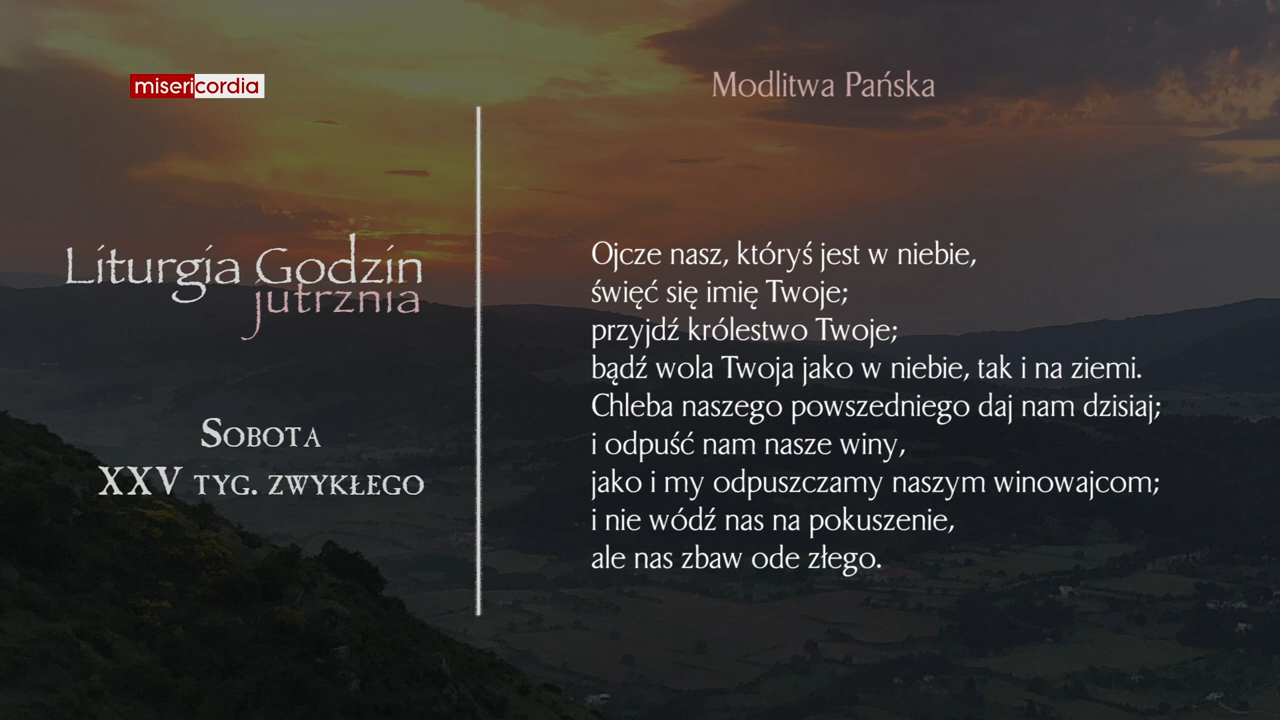 misericordia
Liturgia Godzin
jutrznia
Sobota
XXV tyg. zwykłego
Modlitwa Pańska
Ojcze nasz, któryś jest w niebie,
święć się imię Twoje;
przyjdź królestwo Twoje;
bądź wola Twoja jako w niebie, tak i na ziemi.
Chleba naszego powszedniego daj nam dzisiaj;
i odpuść nam nasze winy,
jako i my odpuszczamy naszym winowajcom;
i nie wódź nas na pokuszenie,
ale nas zbaw ode złego.